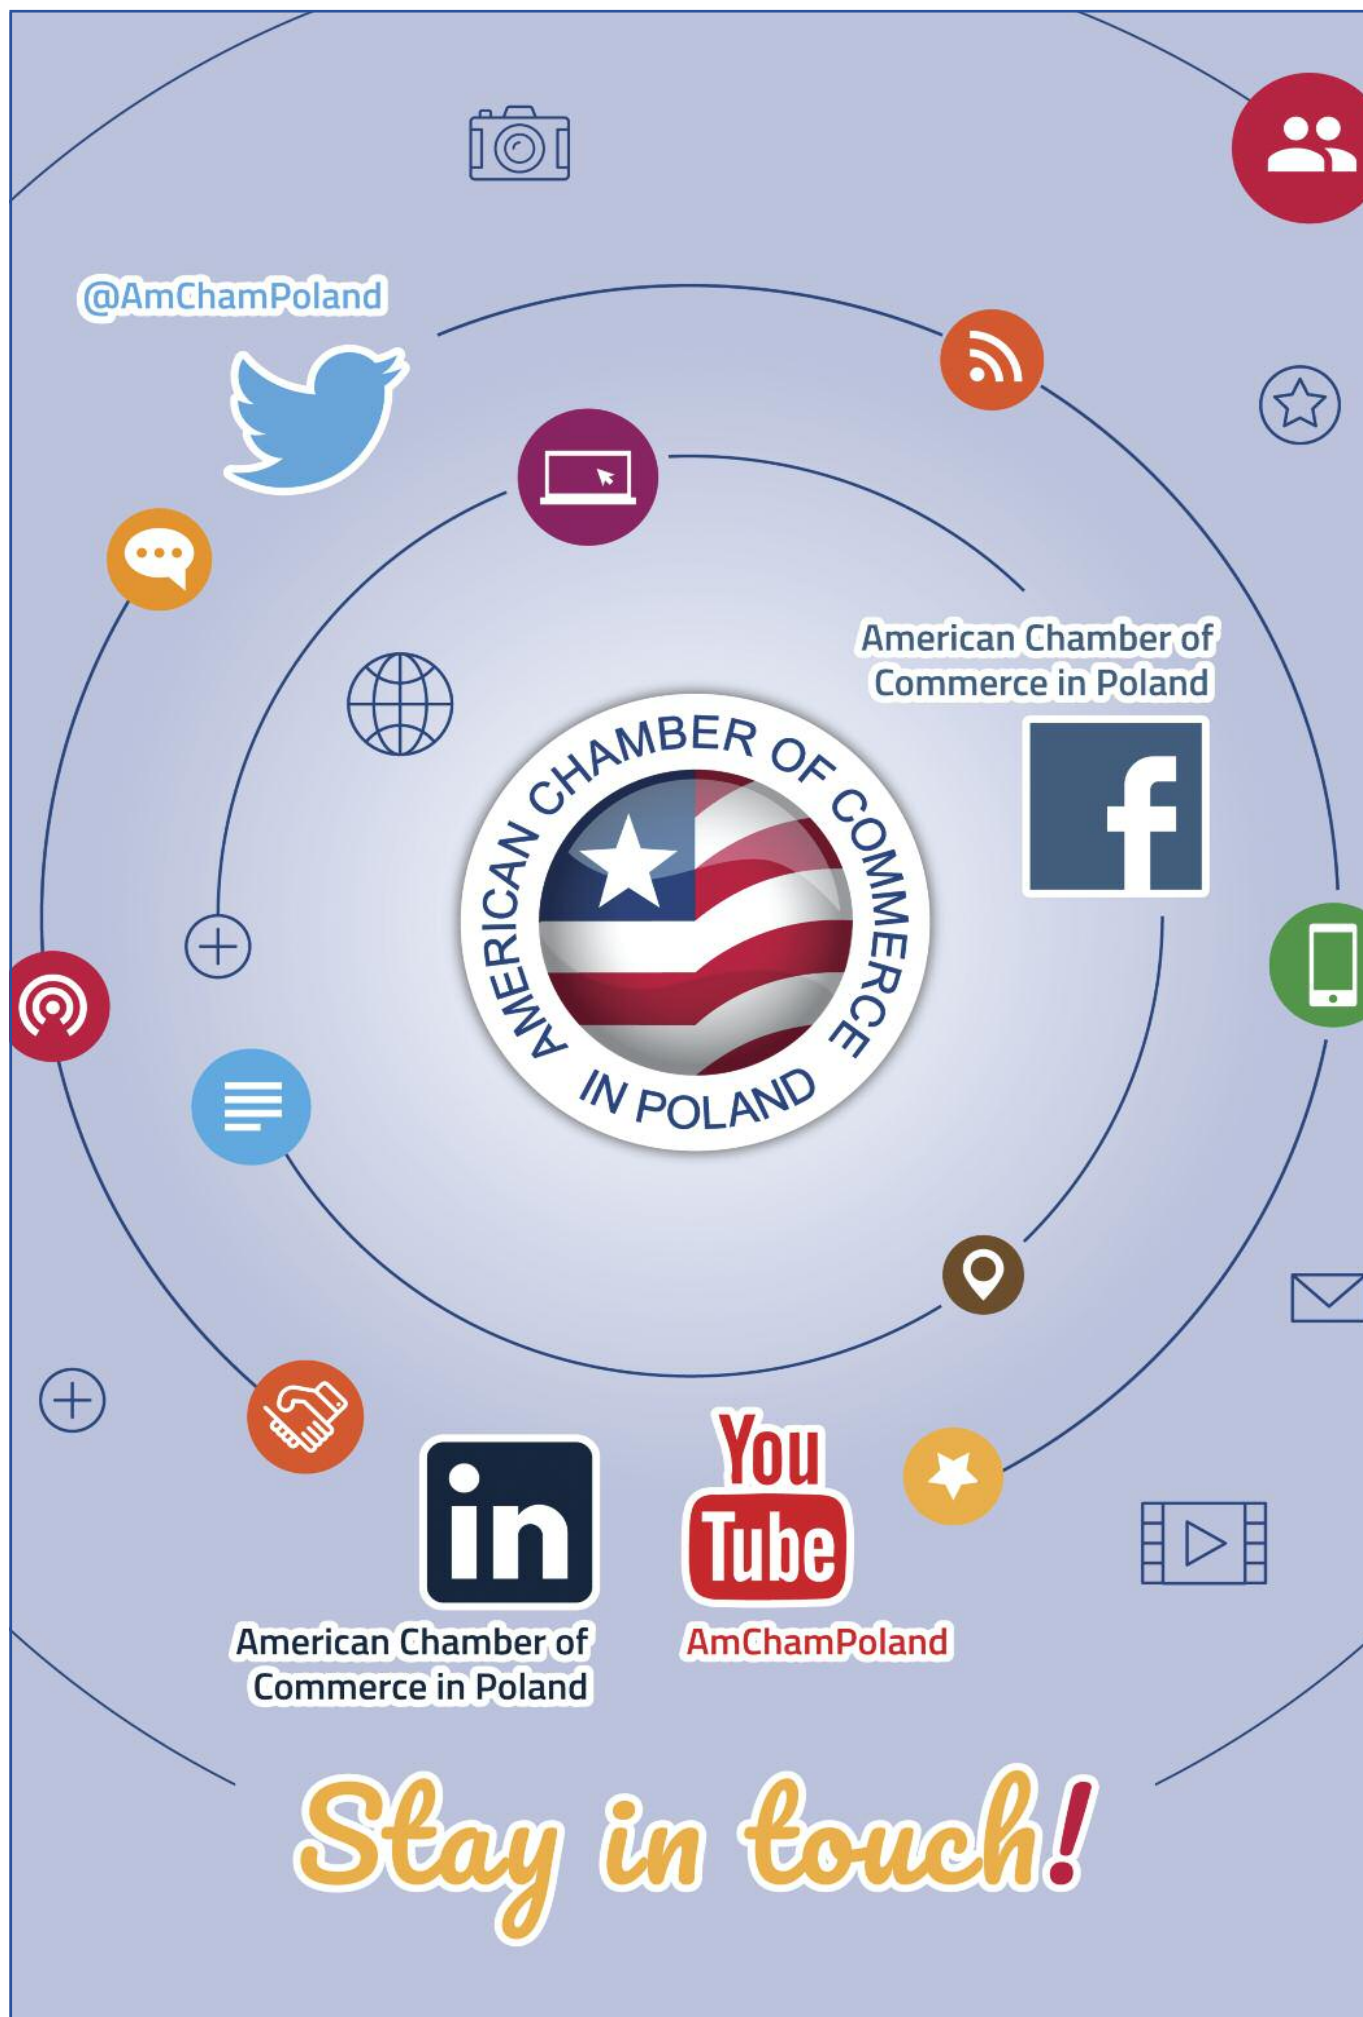 @AmChamPoland
American Chamber of
Commerce in Poland
f
AMERICAN CHAMBER OF COMMERCE
IN POLAND
in
You
Tube
American Chamber of
Commerce in Poland
AmChamPoland
Stay in touch!